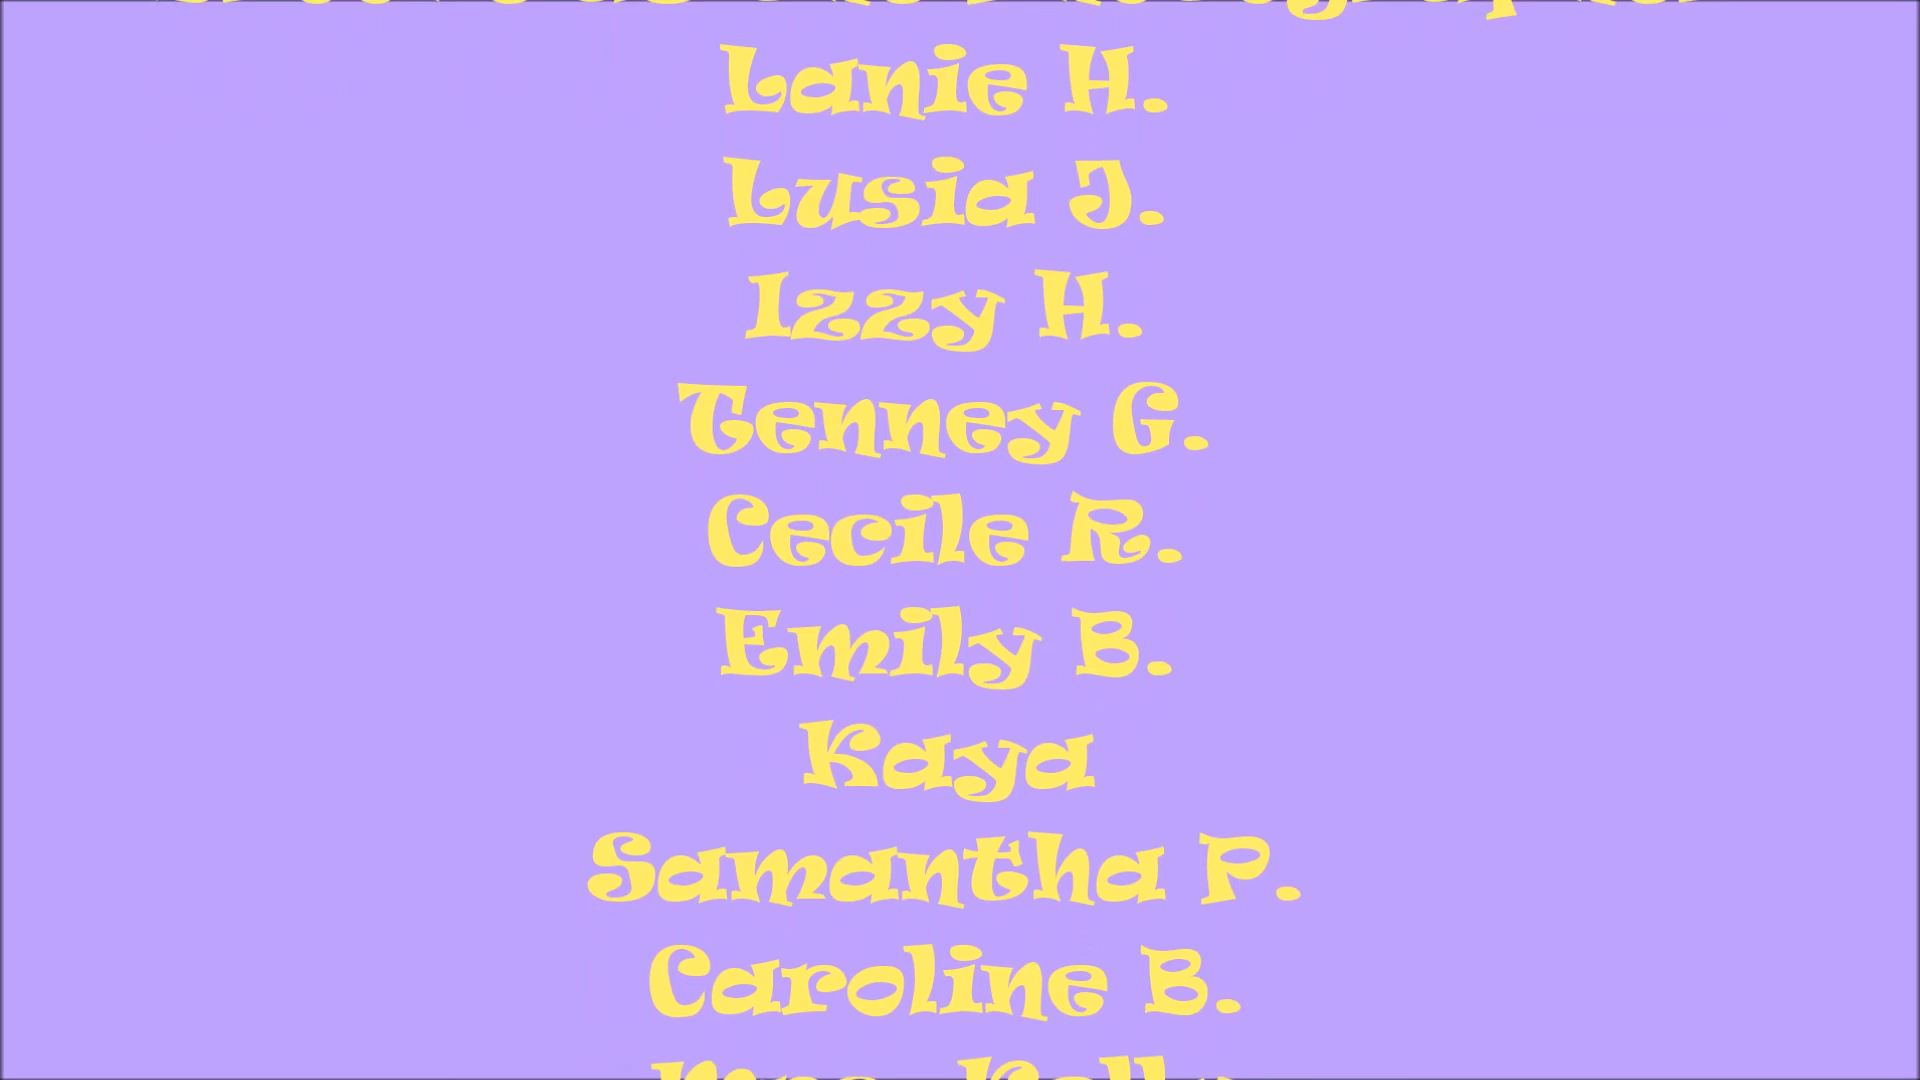 Lanie H.
Lusia J.
Izzy H.
Tenney G.
Cecile R.
Emily B.
Kaya
Samantha P.
Caroline B.